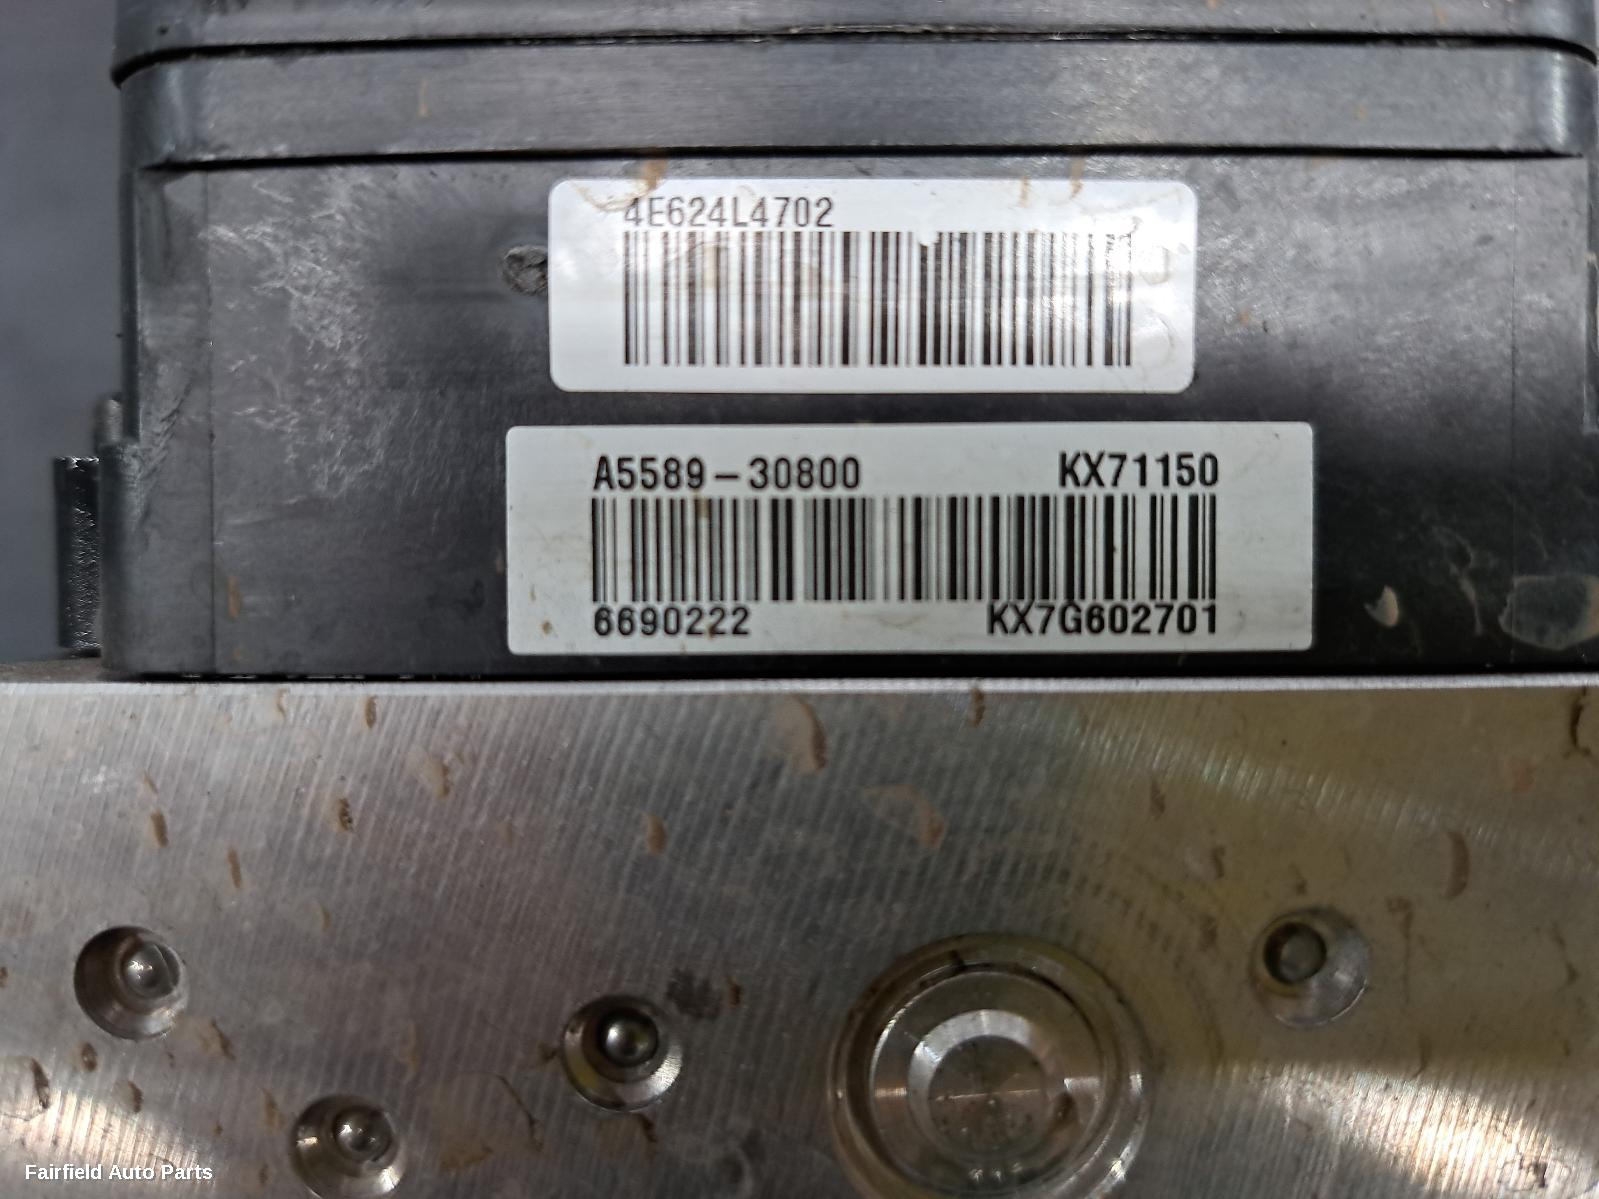 4E624L4702
A5589-30800 KX71150
6690222 KX7G602701
Fairfield Auto Parts